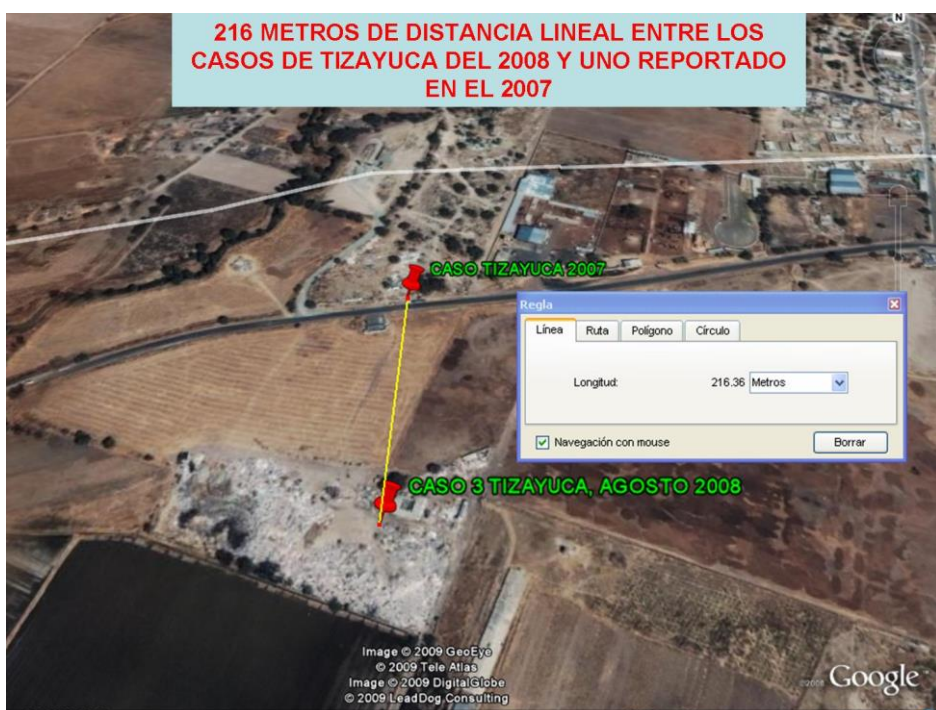 216 METROS DE DISTANCIA LINEAL ENTRE LOS
CASOS DE TIZAYUCA DEL 2008 Y UNO REPORTADO
EN EL 2007
N
CASO TIZAYUCA 2007
Regla
Línea Ruta Polígono Círculo
Longitud: 216.36 Metros
Navegación con mouse Borrar
CASO 3 TIZAYUCA, AGOSTO 2008
Image © 2009 GeoEye
© 2009 Tele Atlas
Image © 2009 DigitalGlobe
© 2009 LeadDog Consulting
©2008 Google